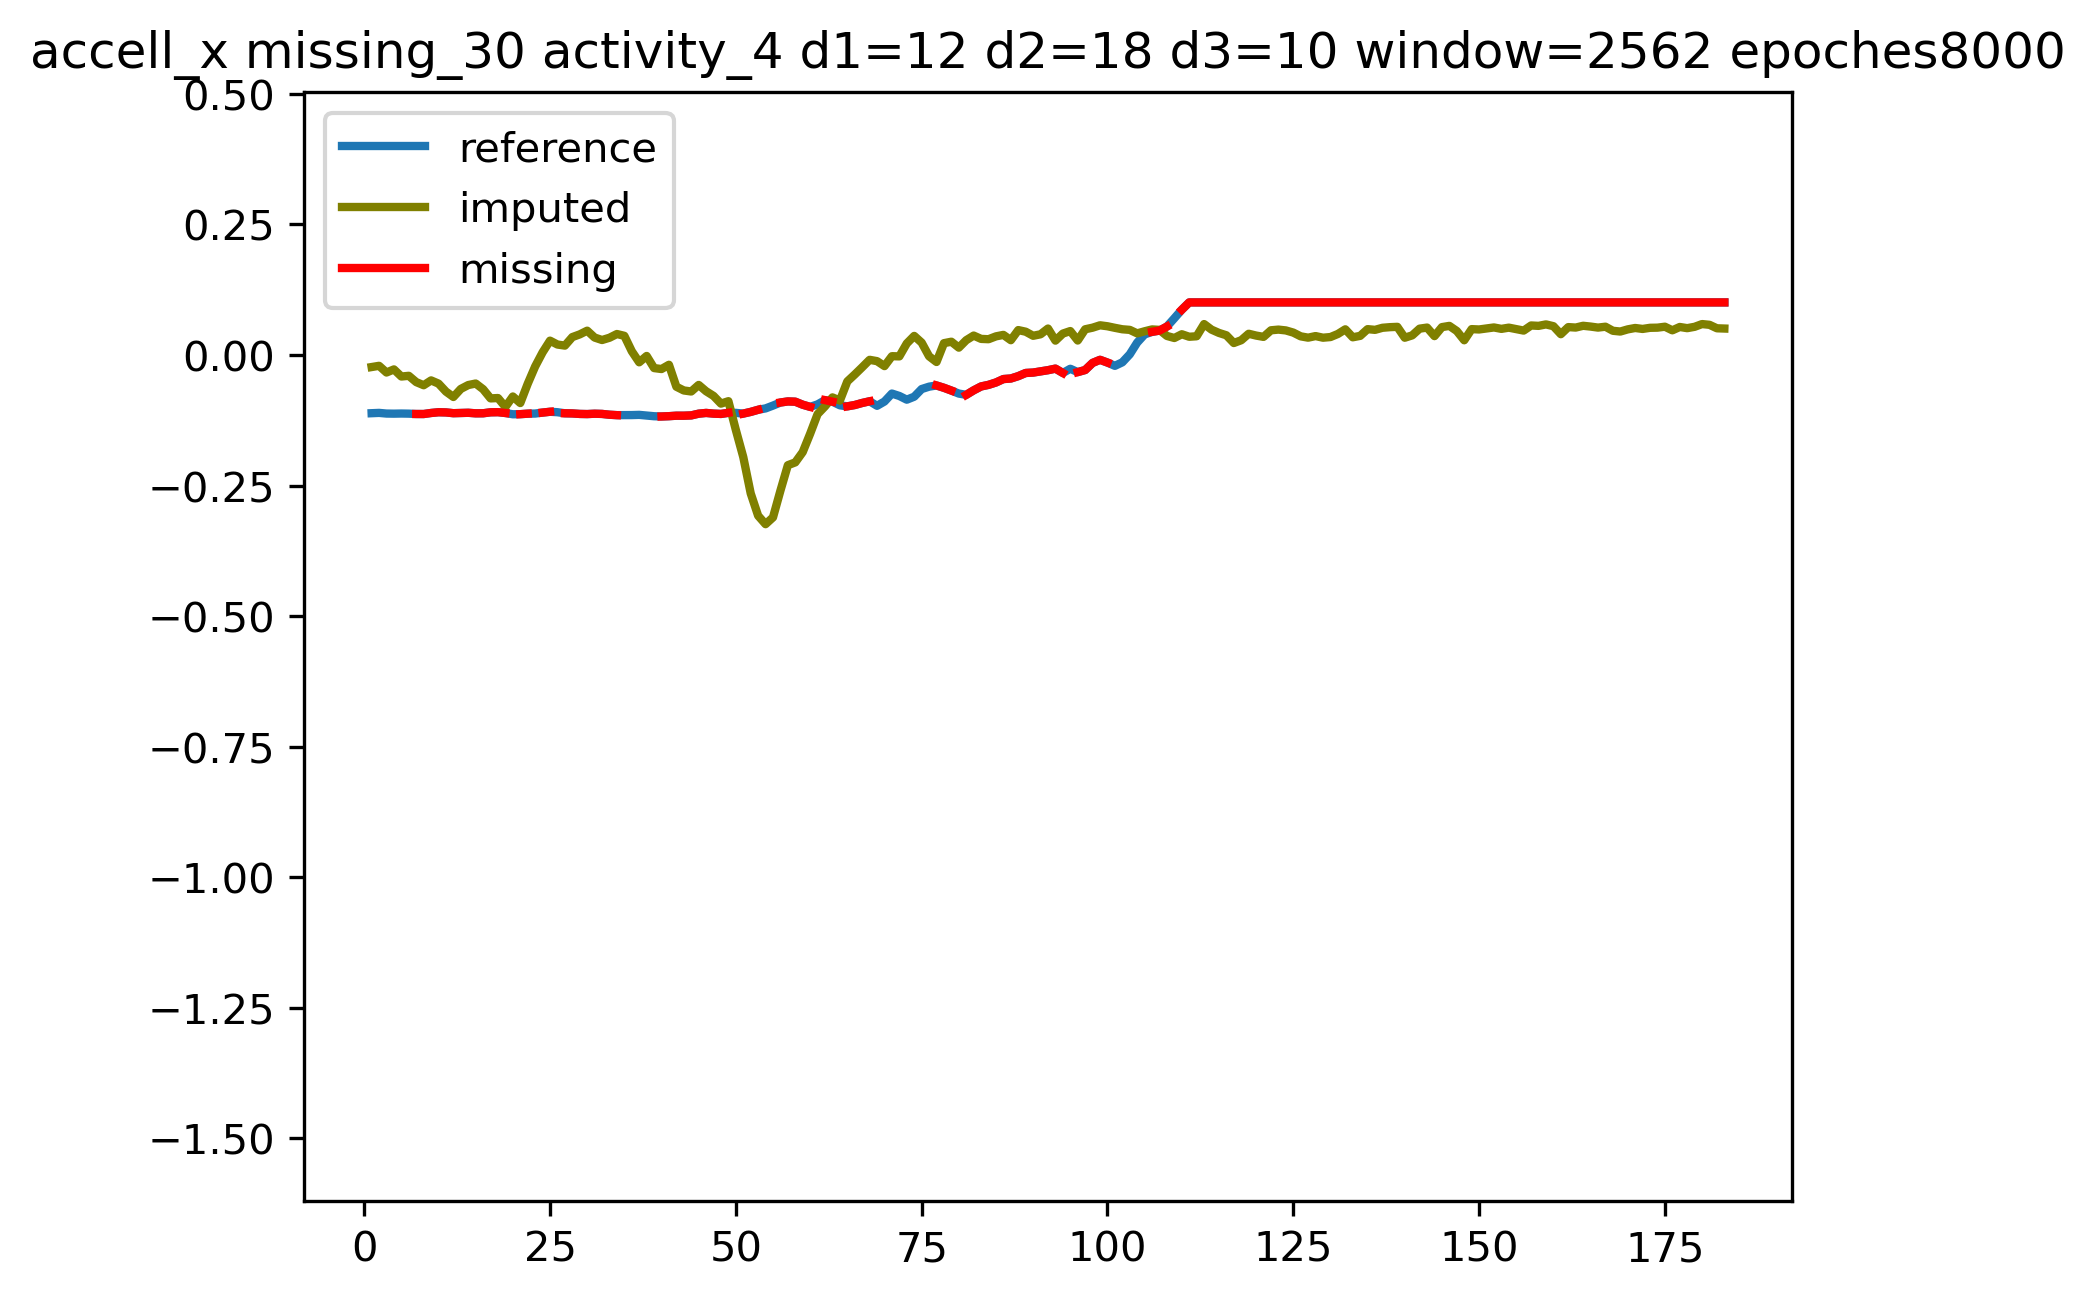 accell_x missing_30 activity_4 d1=12 d2=18 d3=10 window=2562 epoches8000
0.50
0.25
0.00
−0.25
−0.50
−0.75
−1.00
−1.25
−1.50
reference
imputed
missing
0 25 50 75 100 125 150 175